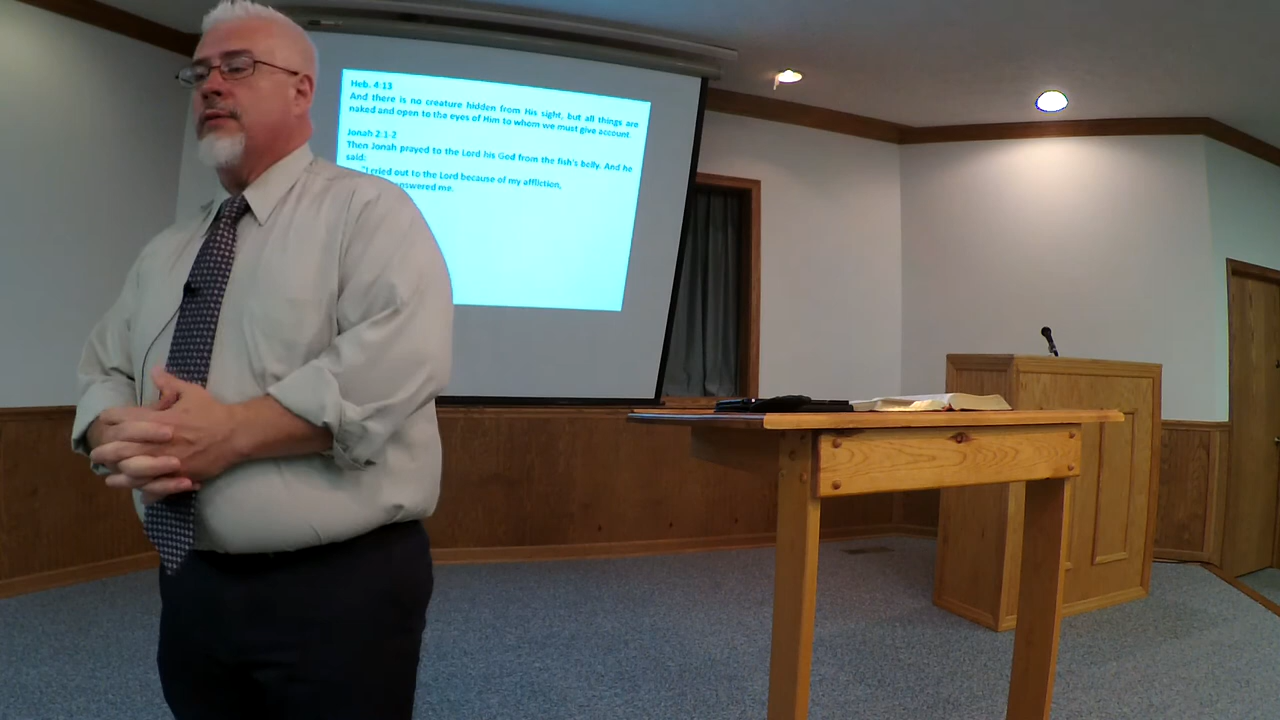 Heb. 4:13
And there is no creature hidden from His sight, but all things are
naked and open to the eyes of Him to whom we must give account.
Jonah 2:1-2
Then Jonah prayed to the Lord his God from the fish's belly. And he
said:
"I cried out to the Lord because of my affliction,
answered me.